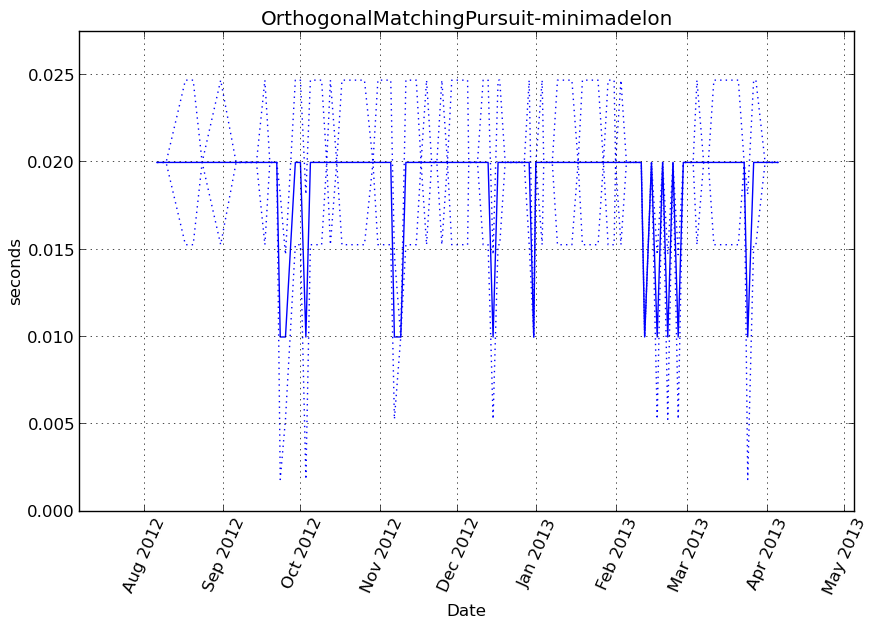 OrthogonalMatchingPursuit-minimadelon
0.025
0.020
0.015
0.010
0.005
0.000
seconds
Aug 2012
Sep 2012
Oct 2012
Nov 2012
Dec 2012
Jan 2013
Feb 2013
Mar 2013
Apr 2013
May 2013
Date